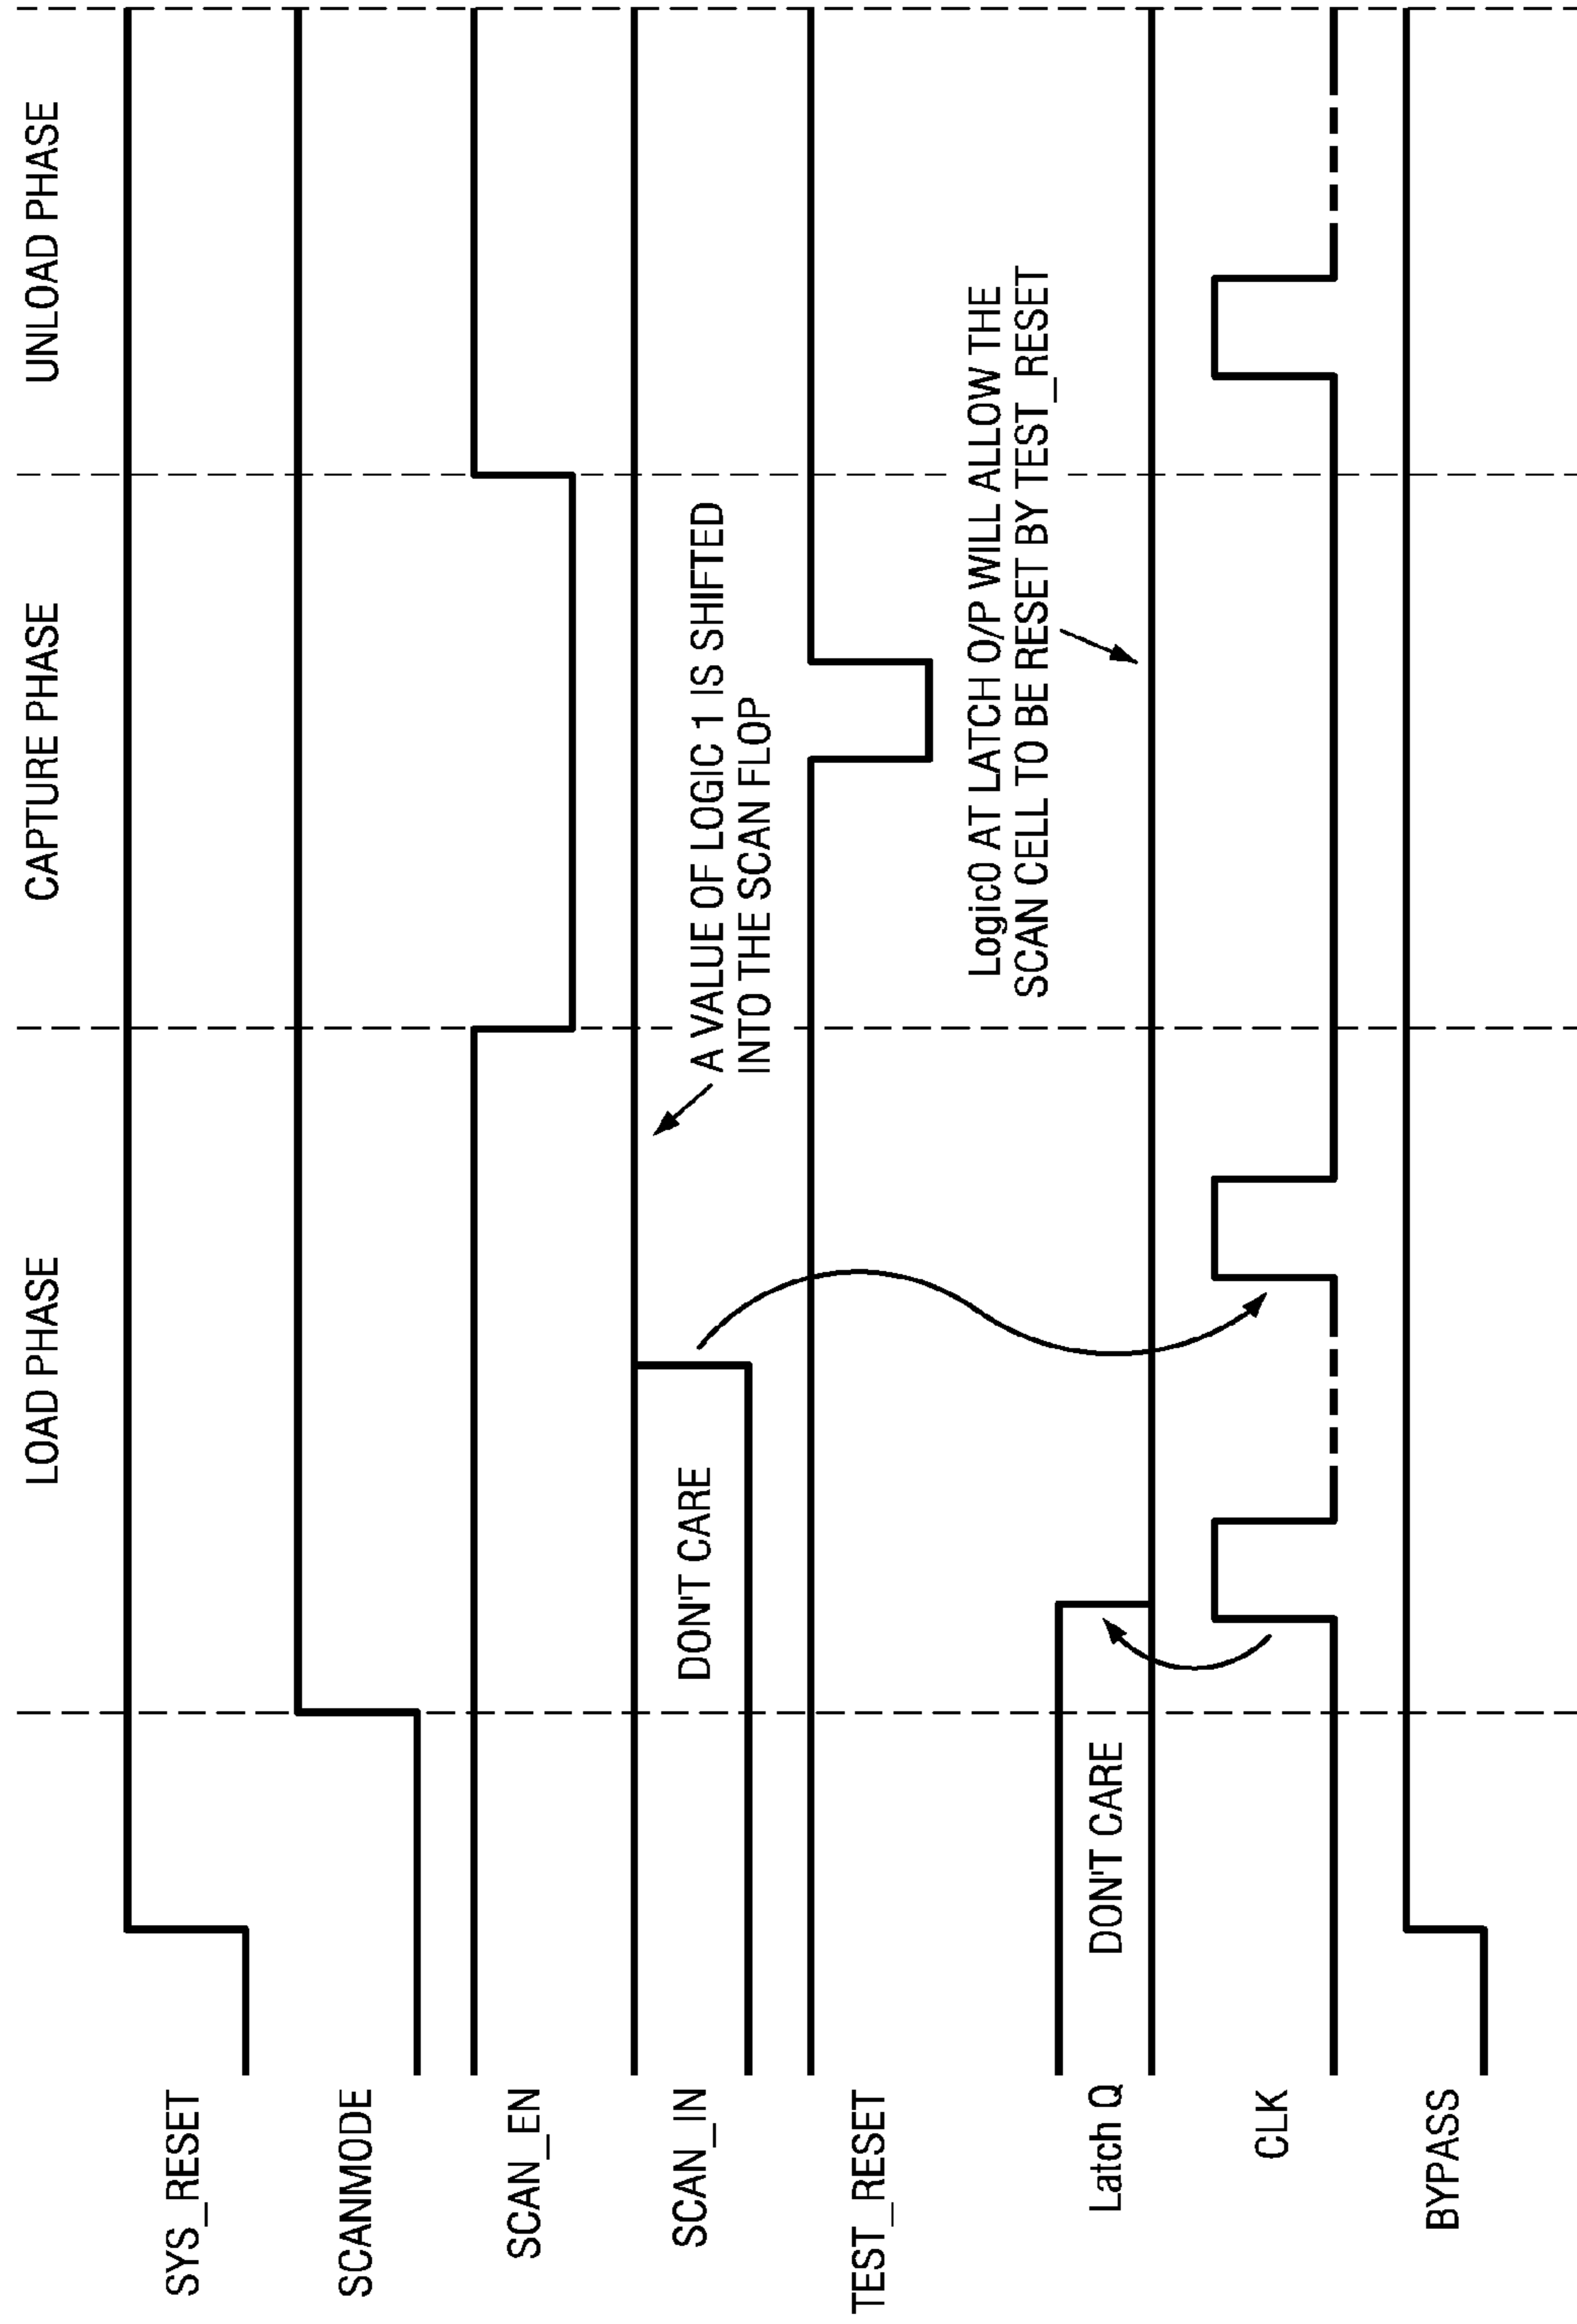 LOAD PHASE
CAPTURE PHASE
UNLOAD PHASE
SYS_RESET
SCANMODE
SCAN_EN
SCAN_IN
DON'T CARE
A VALUE OF LOGIC 1 IS SHIFTED
INTO THE SCAN FLOP
TEST_RESET
Logic0 AT LATCH O/P WILL ALLOW THE
SCAN CELL TO BE RESET BY TEST_RESET
Latch Q
DON'T CARE
CLK
BYPASS